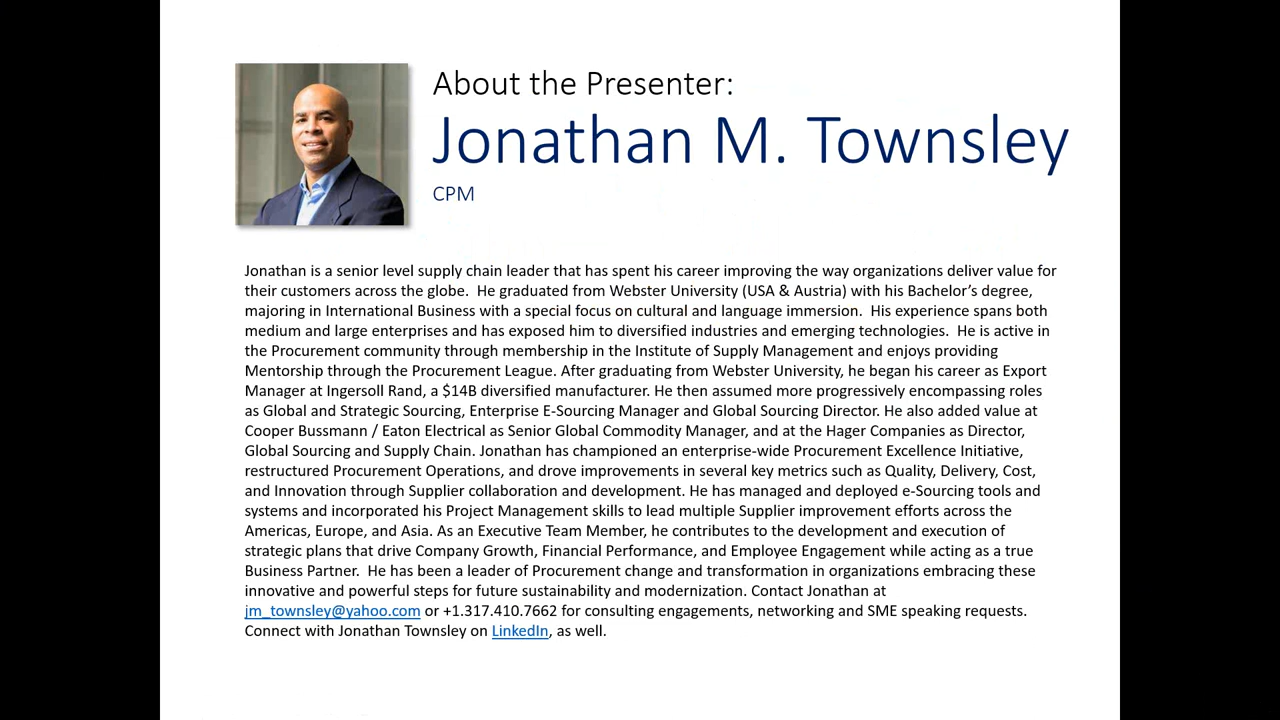 About the Presenter:
Jonathan M. Townsley
CPM
Jonathan is a senior level supply chain leader that has spent his career improving the way organizations deliver value for
their customers across the globe.  He graduated from Webster University (USA & Austria) with his Bachelor’s degree,
majoring in International Business with a special focus on cultural and language immersion.  His experience spans both
medium and large enterprises and has exposed him to diversified industries and emerging technologies.  He is active in
the Procurement community through membership in the Institute of Supply Management and enjoys providing
Mentorship through the Procurement League. After graduating from Webster University, he began his career as Export
Manager at Ingersoll Rand, a $14B diversified manufacturer. He then assumed more progressively encompassing roles
as Global and Strategic Sourcing, Enterprise E-Sourcing Manager and Global Sourcing Director. He also added value at
Cooper Bussmann / Eaton Electrical as Senior Global Commodity Manager, and at the Hager Companies as Director,
Global Sourcing and Supply Chain. Jonathan has championed an enterprise-wide Procurement Excellence Initiative,
restructured Procurement Operations, and drove improvements in several key metrics such as Quality, Delivery, Cost,
and Innovation through Supplier collaboration and development. He has managed and deployed e-Sourcing tools and
systems and incorporated his Project Management skills to lead multiple Supplier improvement efforts across the
Americas, Europe, and Asia. As an Executive Team Member, he contributes to the development and execution of
strategic plans that drive Company Growth, Financial Performance, and Employee Engagement while acting as a true
Business Partner.  He has been a leader of Procurement change and transformation in organizations embracing these
innovative and powerful steps for future sustainability and modernization. Contact Jonathan at
jm_townsley@yahoo.com or +1.317.410.7662 for consulting engagements, networking and SME speaking requests.
Connect with Jonathan Townsley on LinkedIn, as well.